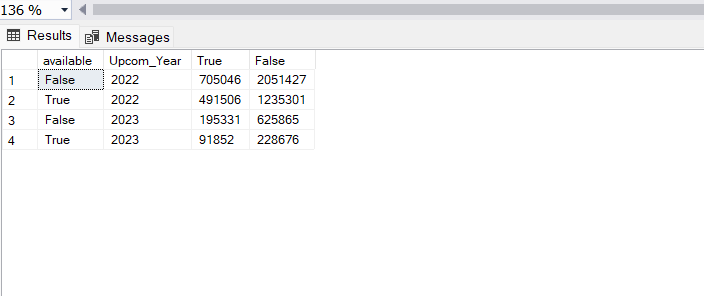 136 %
Results Messages
available Upcom_Year True False
1 False 2022 705046 2051427
2 True 2022 491506 1235301
3 False 2023 195331 625865
4 True 2023 91852 228676